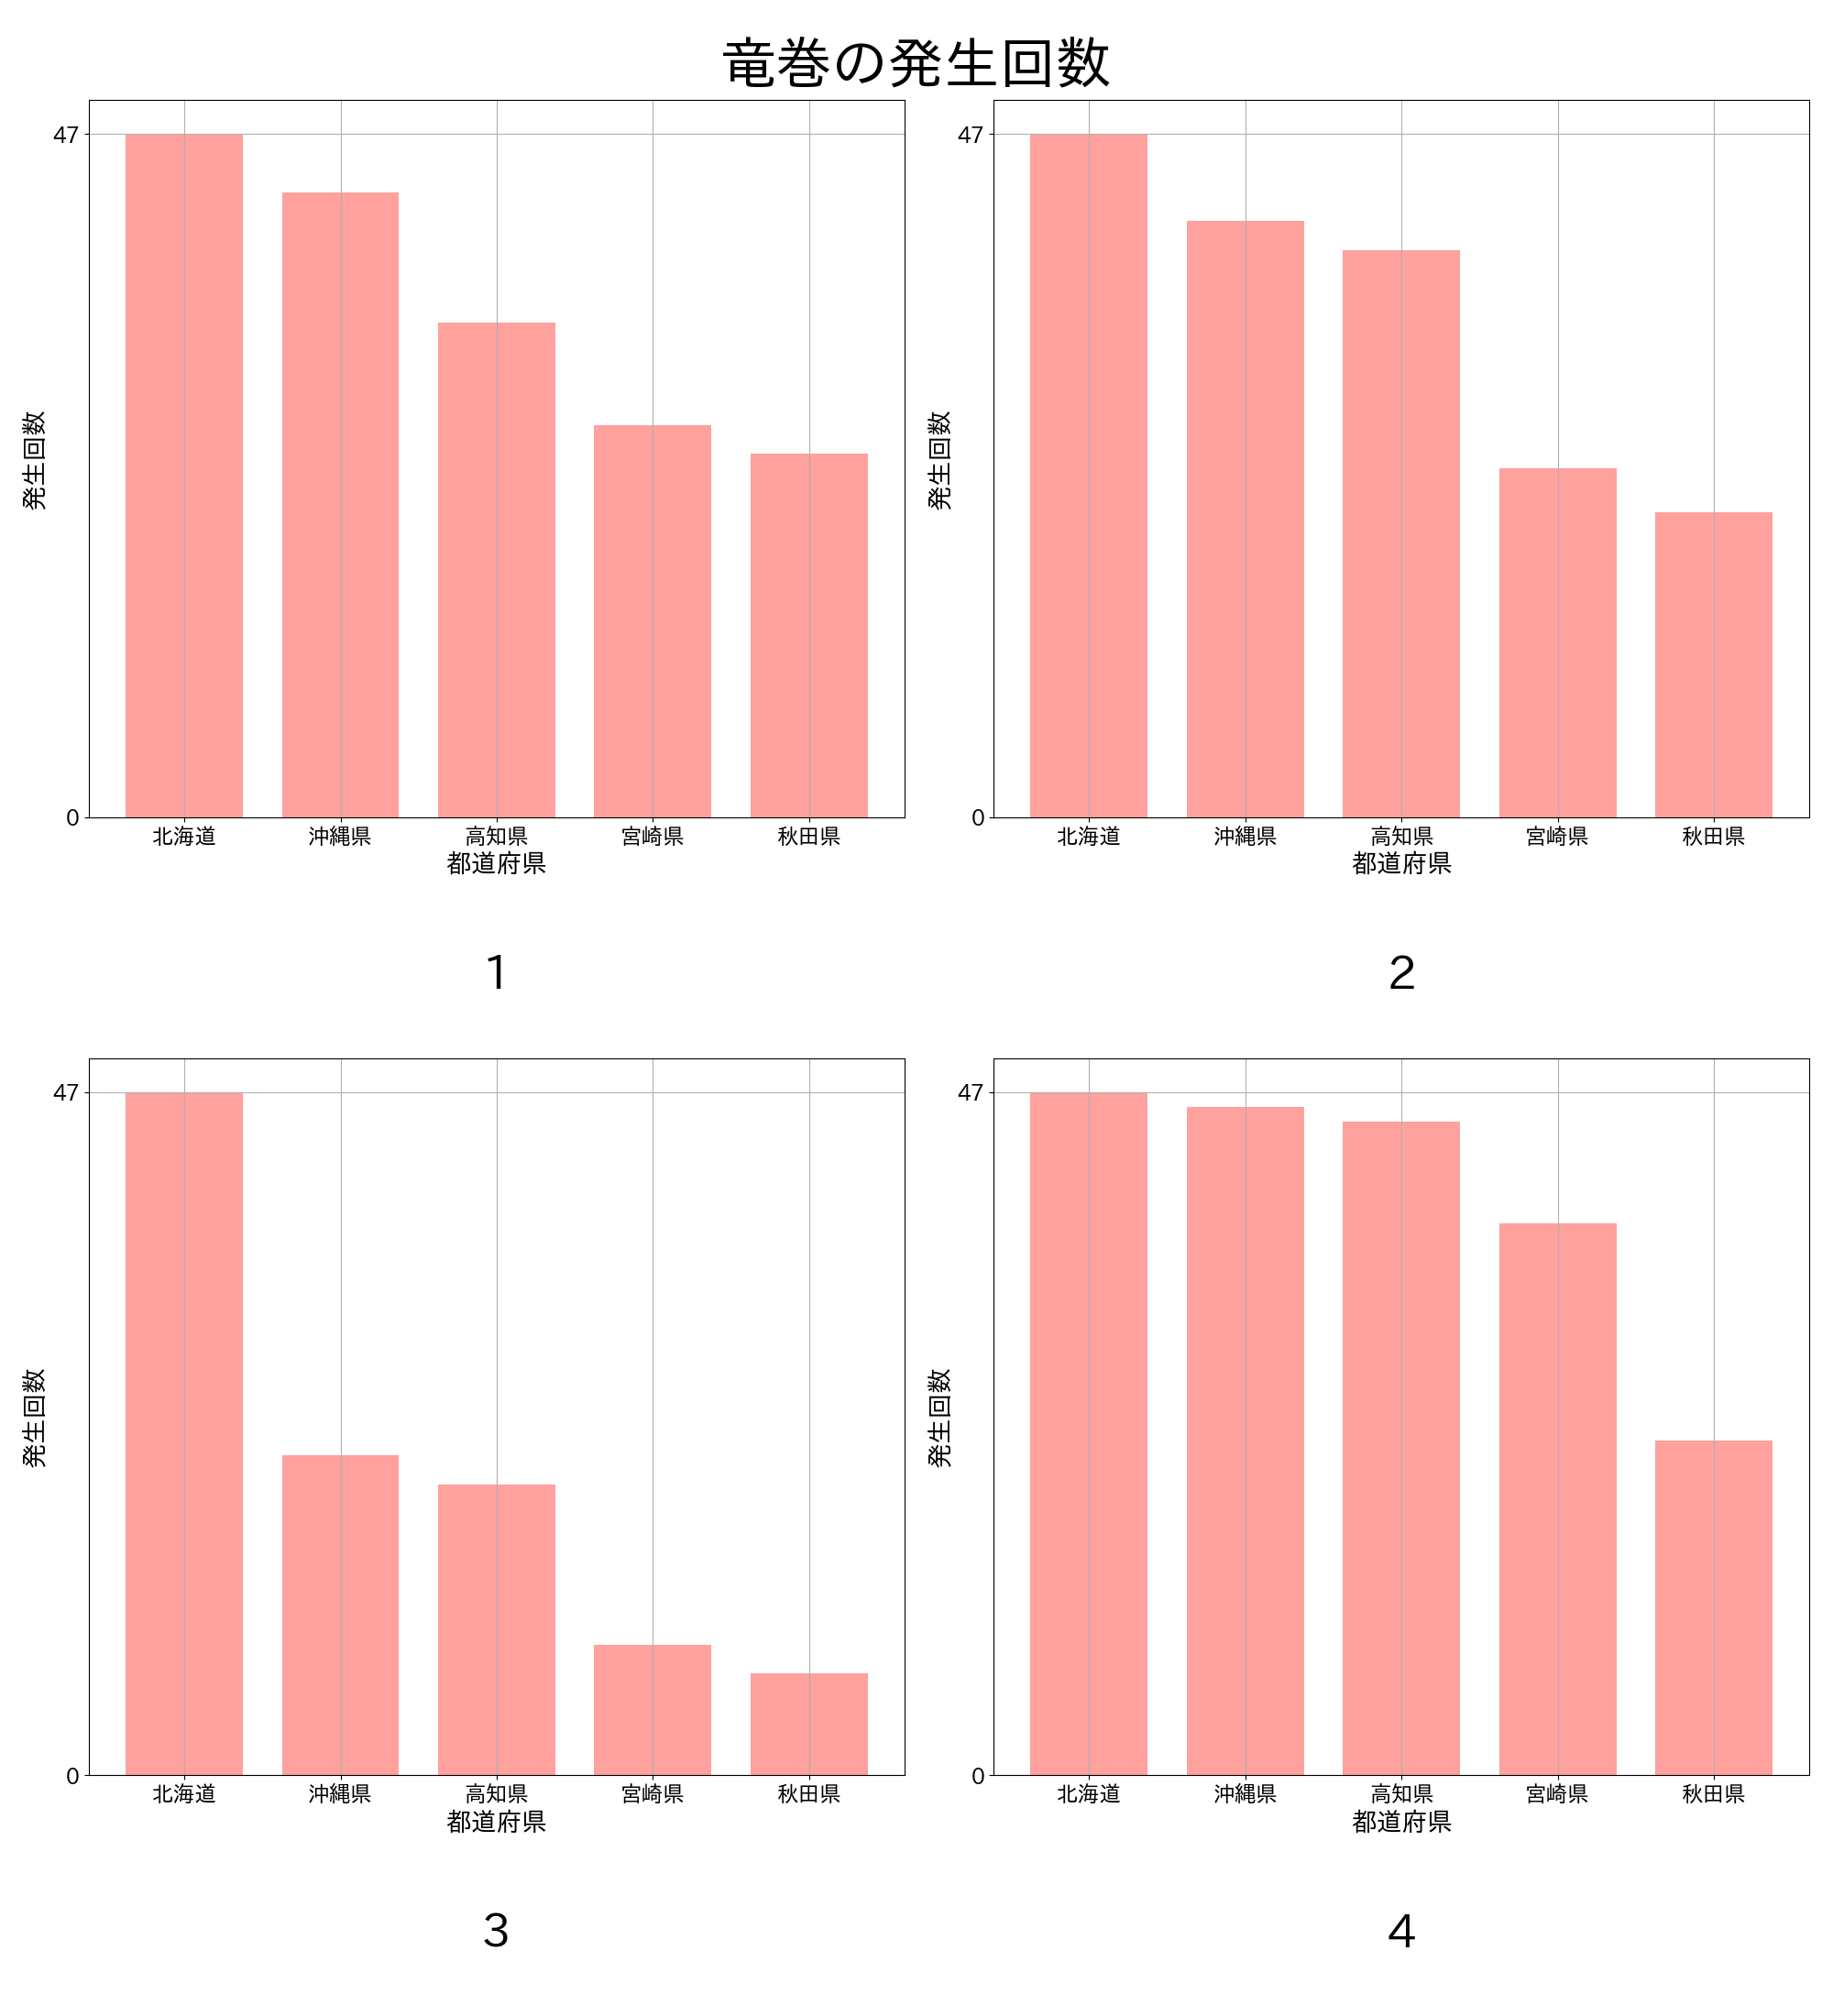 竜巻の発生回数
47
0
発生回数
北海道 沖縄県 高知県 宮崎県 秋田県
都道府県
1
47
0
発生回数
北海道 沖縄県 高知県 宮崎県 秋田県
都道府県
2
47
0
発生回数
北海道 沖縄県 高知県 宮崎県 秋田県
都道府県
3
47
0
発生回数
北海道 沖縄県 高知県 宮崎県 秋田県
都道府県
4